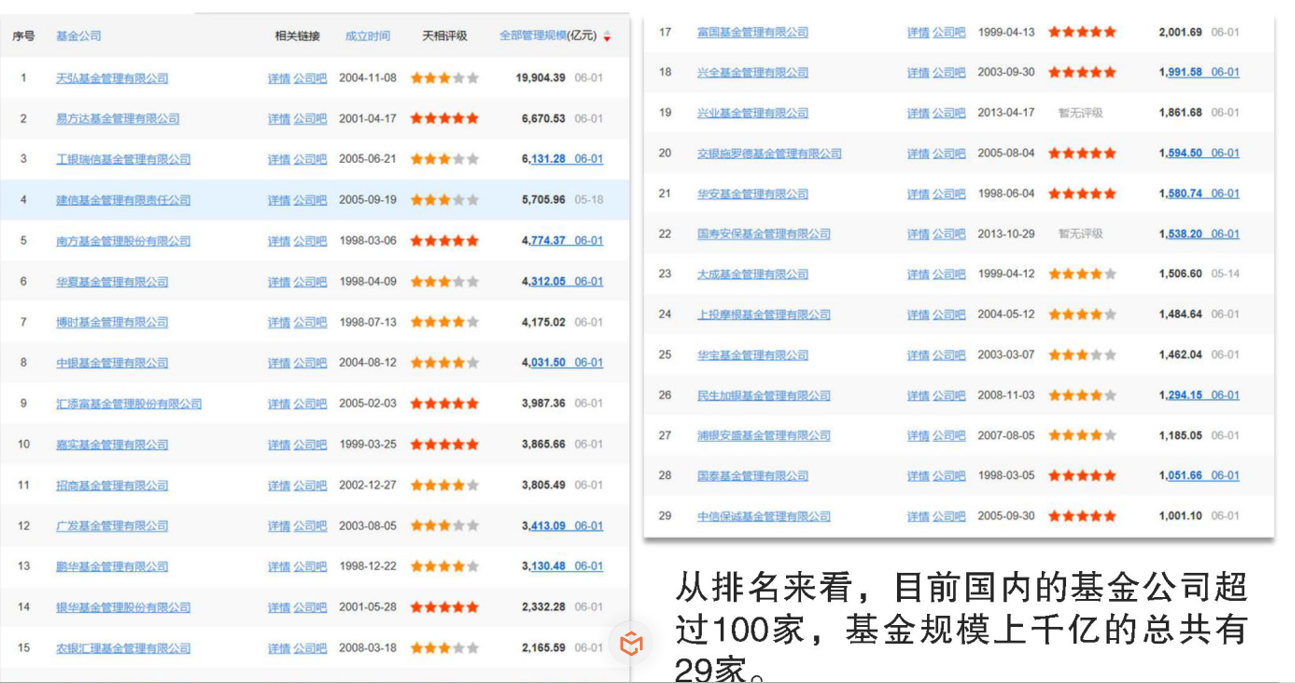 序号 基金公司 相关链接 成立时间 天相评级 全部管理规模(亿元)
1 天弘基金管理有限公司 详情 公司吧 2004-11-08 ★★★★★ 19,904.39 06-01
2 易方达基金管理有限公司 详情 公司吧 2001-04-17 ★★★★★ 6,670.53 06-01
3 工银瑞信基金管理有限公司 详情 公司吧 2005-06-21 ★★★★★ 6,131.28 06-01
4 建信基金管理有限责任公司 详情 公司吧 2005-09-19 ★★★★★ 5,705.96 05-18
5 南方基金管理股份有限公司 详情 公司吧 1998-03-06 ★★★★★ 4,774.37 06-01
6 华夏基金管理有限公司 详情 公司吧 1998-04-09 ★★★★★ 4,312.05 06-01
7 博时基金管理有限公司 详情 公司吧 1998-07-13 ★★★★★ 4,175.02 06-01
8 中银基金管理有限公司 详情 公司吧 2004-08-12 ★★★★★ 4,031.50 06-01
9 汇添富基金管理股份有限公司 详情 公司吧 2005-02-03 ★★★★★ 3,987.36 06-01
10 嘉实基金管理有限公司 详情 公司吧 1999-03-25 ★★★★★ 3,865.66 06-01
11 招商基金管理有限公司 详情 公司吧 2002-12-27 ★★★★★ 3,805.49 06-01
12 广发基金管理有限公司 详情 公司吧 2003-08-05 ★★★★★ 3,413.09 06-01
13 鹏华基金管理有限公司 详情 公司吧 1998-12-22 ★★★★★ 3,130.48 06-01
14 银华基金管理股份有限公司 详情 公司吧 2001-05-28 ★★★★★ 2,332.28 06-01
15 农银汇理基金管理有限公司 详情 公司吧 2008-03-18 ★★★★★ 2,165.59 06-01
17 富国基金管理有限公司 详情 公司吧 1999-04-13 ★★★★★ 2,001.69 06-01
18 兴全基金管理有限公司 详情 公司吧 2003-09-30 ★★★★★ 1,991.58 06-01
19 兴业基金管理有限公司 详情 公司吧 2013-04-17 暂无评级 1,861.68 06-01
20 交银施罗德基金管理有限公司 详情 公司吧 2005-08-04 ★★★★★ 1,594.50 06-01
21 华安基金管理有限公司 详情 公司吧 1998-06-04 ★★★★★ 1,580.74 06-01
22 国寿安保基金管理有限公司 详情 公司吧 2013-10-29 暂无评级 1,538.20 06-01
23 大成基金管理有限公司 详情 公司吧 1999-04-12 ★★★★★ 1,506.60 05-14
24 上投摩根基金管理有限公司 详情 公司吧 2004-05-12 ★★★★★ 1,484.64 06-01
25 华宝基金管理有限公司 详情 公司吧 2003-03-07 ★★★★★ 1,462.04 06-01
26 民生加银基金管理有限公司 详情 公司吧 2008-11-03 ★★★★★ 1,294.15 06-01
27 浦银安盛基金管理有限公司 详情 公司吧 2007-08-05 ★★★★★ 1,185.05 06-01
28 国泰基金管理有限公司 详情 公司吧 1998-03-05 ★★★★★ 1,051.66 06-01
29 中信保诚基金管理有限公司 详情 公司吧 2005-09-30 ★★★★★ 1,001.10 06-01
从排名来看，目前国内的基金公司超
过100家，基金规模上千亿的总共有
29家。